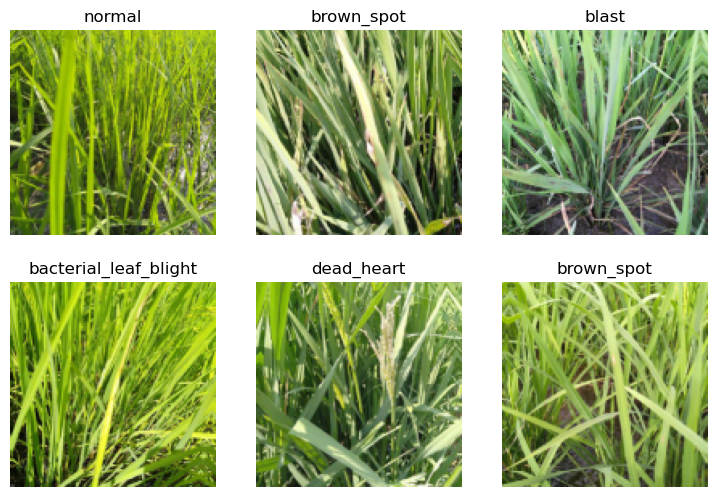 normal
brown_spot
blast
bacterial_leaf_blight
dead_heart
brown_spot